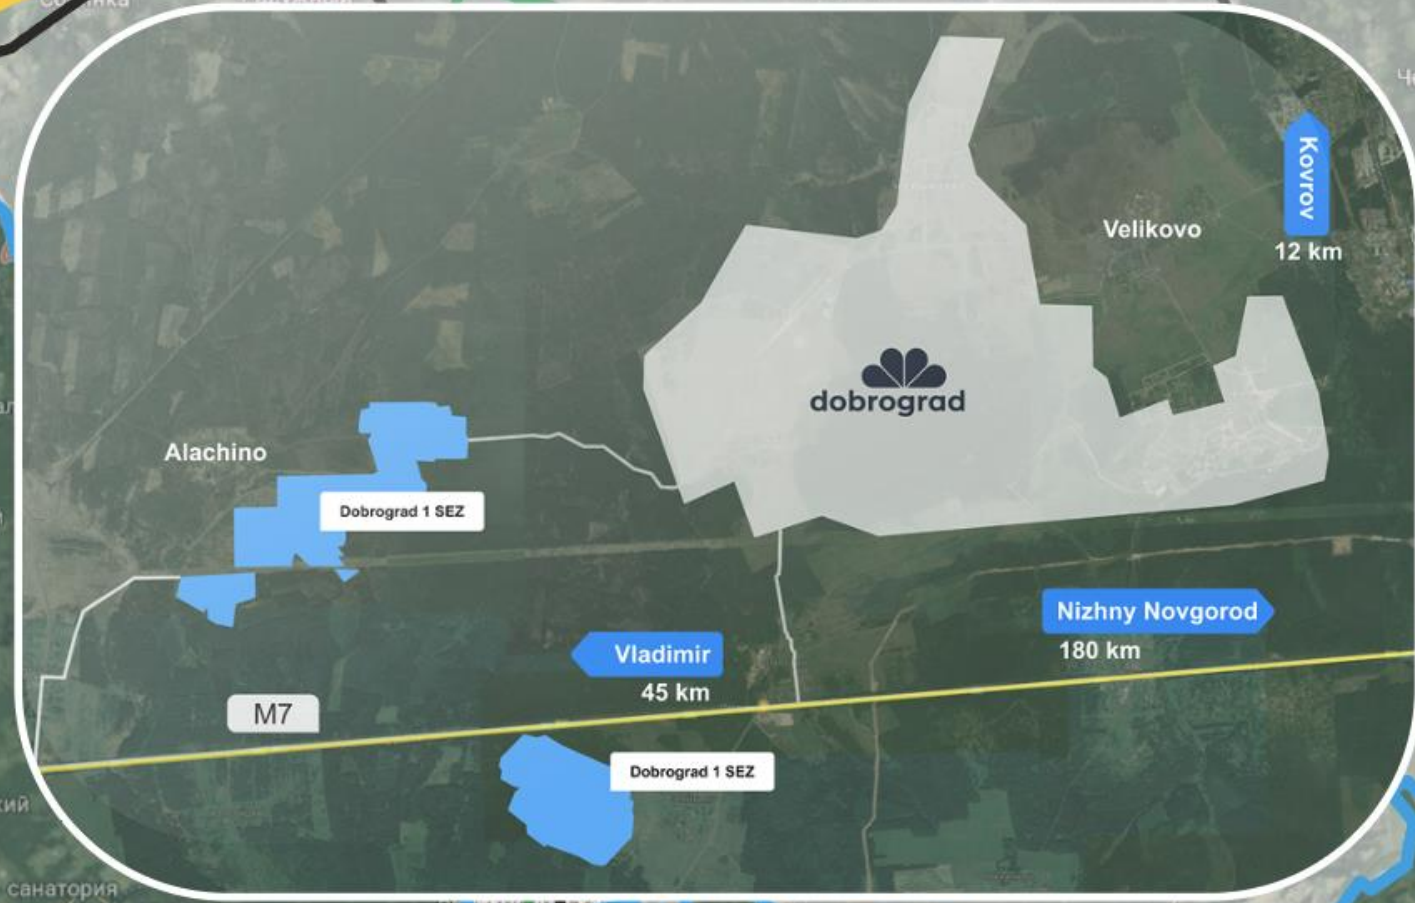 Kovrov
12 km
Velikovo
dobrograd
Alachino
Dobrograd 1 SEZ
Nizhny Novgorod
180 km
Vladimir
45 km
M7
Dobrograd 1 SEZ
санатория